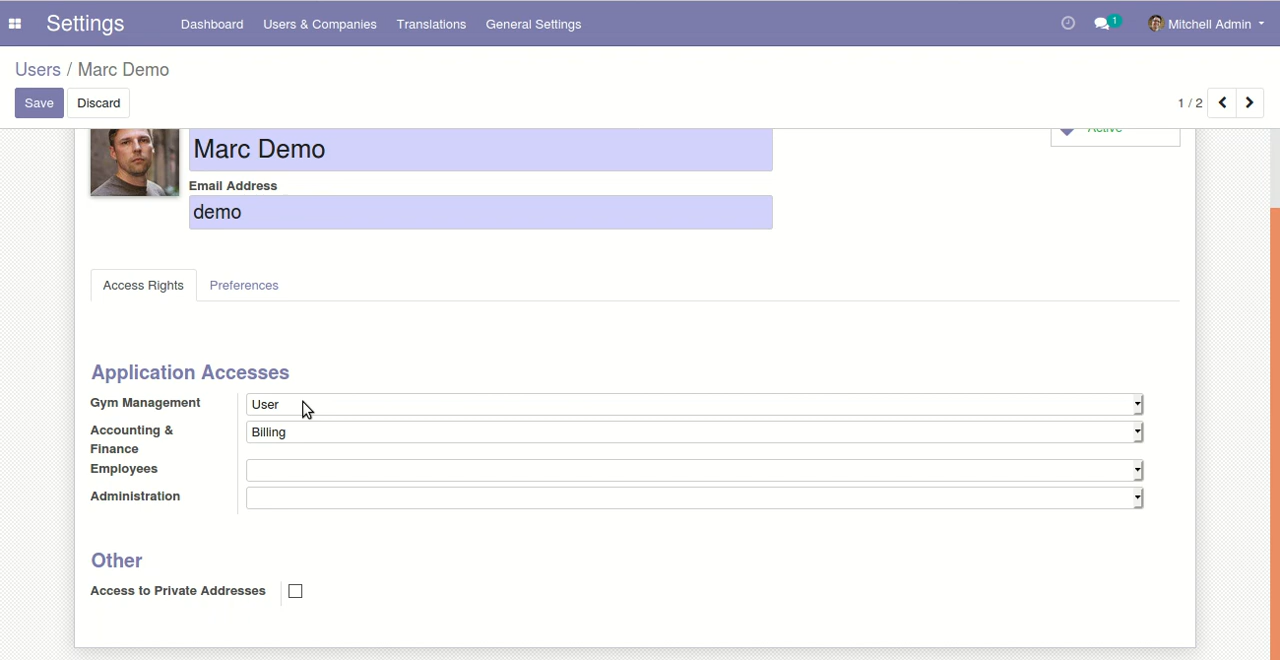 Settings Dashboard Users & Companies Translations General Settings 1 Mitchell Admin
Users / Marc Demo
Save Discard 1 / 2
Active
Marc Demo
Email Address
demo
Access Rights Preferences
Application Accesses
Gym Management User
Accounting & Billing
Finance
Employees
Administration
Other
Access to Private Addresses